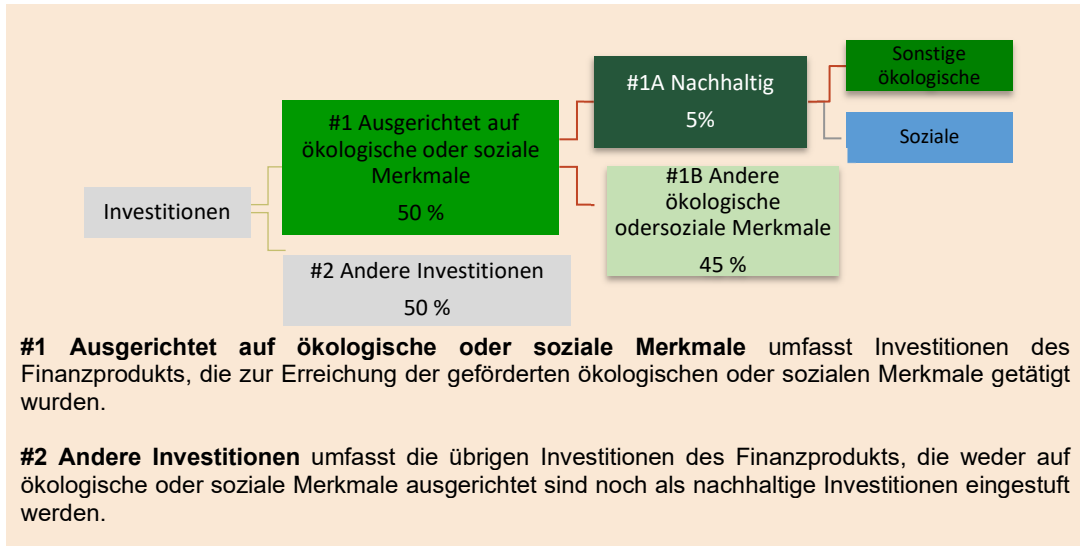 Investitionen
#1 Ausgerichtet auf
ökologische oder soziale
Merkmale
50 %
#2 Andere Investitionen
50 %
#1A Nachhaltig
5%
#1B Andere
ökologische
odersoziale Merkmale
45 %
Sonstige
ökologische
Soziale
#1 Ausgerichtet auf ökologische oder soziale Merkmale umfasst Investitionen des
Finanzprodukts, die zur Erreichung der geförderten ökologischen oder sozialen Merkmale getätigt
wurden.
#2 Andere Investitionen umfasst die übrigen Investitionen des Finanzprodukts, die weder auf
ökologische oder soziale Merkmale ausgerichtet sind noch als nachhaltige Investitionen eingestuft
werden.